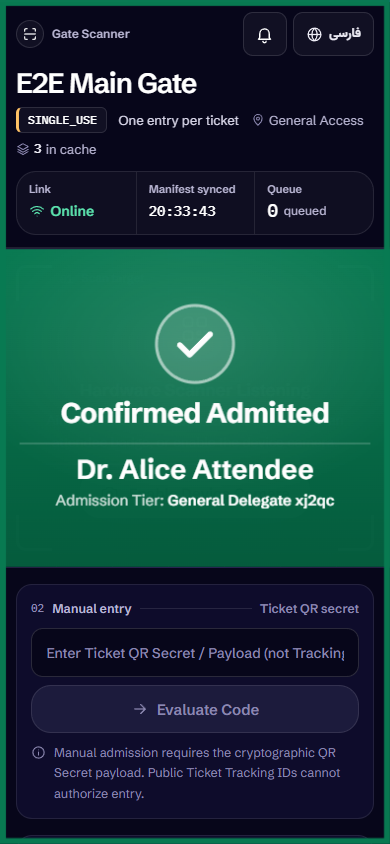 Gate Scanner
فارسی
E2E Main Gate
SINGLE_USE One entry per ticket General Access
3 in cache
Link Manifest synced Queue
Online 20:33:43 0 queued
Confirmed Admitted
Dr. Alice Attendee
Admission Tier: General Delegate xj2qc
02 Manual entry Ticket QR secret
Enter Ticket QR Secret / Payload (not Tracking
Evaluate Code
Manual admission requires the cryptographic QR
Secret payload. Public Ticket Tracking IDs cannot
authorize entry.